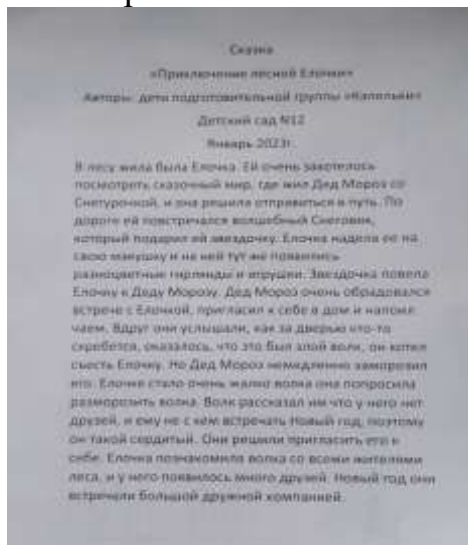 Сказка
«Приключение лесной Елочки»
Авторы: дети подготовительной группы «Капельки»
Детский сад №12
Январь 2023г.
В лесу жила была Елочка. Ей очень захотелось
посмотреть сказочный мир, где жил Дед Мороз со
Снегурочкой, и она решила отправиться в путь. По
дороге ей повстречался волшебный Снеговик,
который подарил ей звездочку. Елочка надела ее на
свою макушку и на ней тут же появились
разноцветные гирлянды и игрушки. Звездочка повела
Елочку к Деду Морозу. Дед Мороз очень обрадовался
встрече с Елочкой, пригласил к себе в дом и напоил
чаем. Вдруг они услышали, как за дверью кто-то
скребется, оказалось, что это был злой волк, он хотел
съесть Елочку. Но Дед Мороз немедленно заморозил
его. Елочке стало очень жалко волка она попросила
разморозить волка. Волк рассказал им что у него нет
друзей, и ему не с кем встречать Новый год, поэтому
он такой сердитый. Они решили пригласить его к
себе. Елочка познакомила волка со всеми жителями
леса, и у него появилось много друзей. Новый год они
встречали большой дружной компанией.